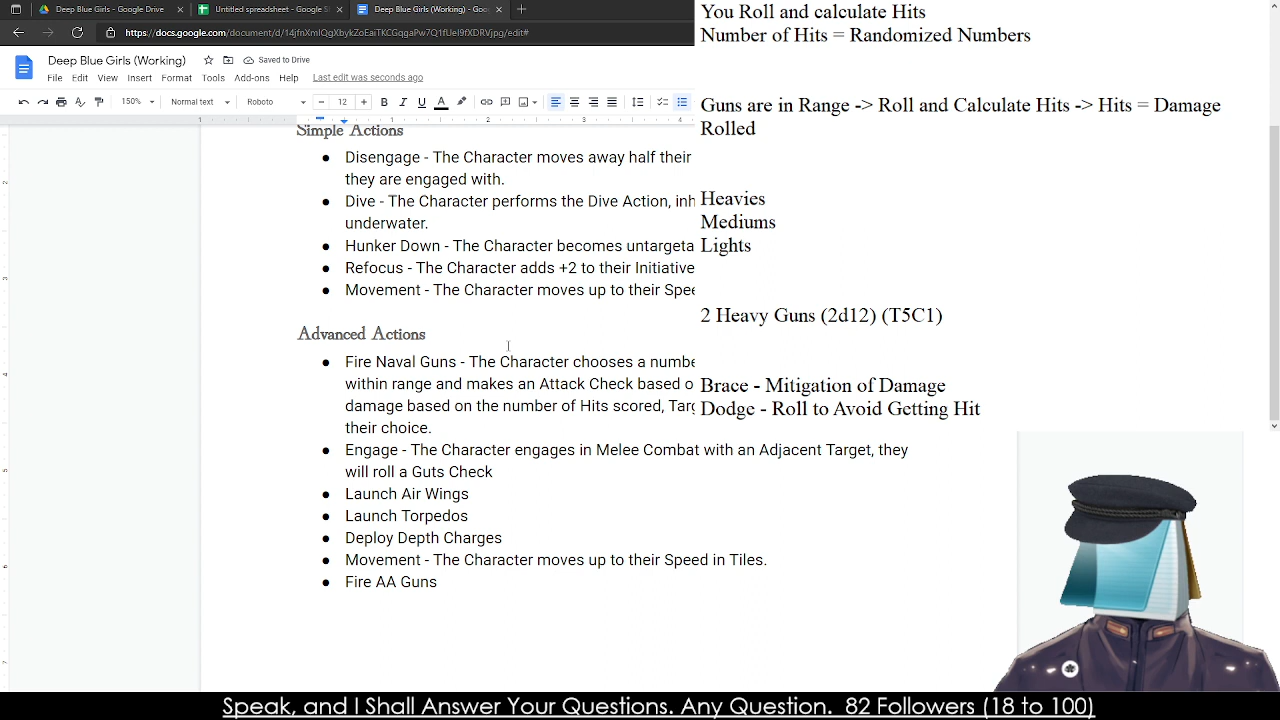 Deep Blue Girls - Google Drive
Untitled spreadsheet - Google S
Deep Blue Girls (Working) - Goo
https://docs.google.com/document/d/14jfnXmIQgXbykZoEaiTKCGqgaPw7Q1fUel9fXDRVjpg/edit#
Deep Blue Girls (Working)
Saved to Drive
File Edit View Insert Format Tools Add-ons Help Last edit was seconds ago
150% Normal text Roboto 12
Simple Actions
Disengage - The Character moves away half their
they are engaged with.
Dive - The Character performs the Dive Action, inh
underwater.
Hunker Down - The Character becomes untargeta
Refocus - The Character adds +2 to their Initiative
Movement - The Character moves up to their Spee
Advanced Actions
Fire Naval Guns - The Character chooses a numbe
within range and makes an Attack Check based o
damage based on the number of Hits scored, Targ
their choice.
Engage - The Character engages in Melee Combat with an Adjacent Target, they
will roll a Guts Check
Launch Air Wings
Launch Torpedos
Deploy Depth Charges
Movement - The Character moves up to their Speed in Tiles.
Fire AA Guns
You Roll and calculate Hits
Number of Hits = Randomized Numbers
Guns are in Range -> Roll and Calculate Hits -> Hits = Damage
Rolled
Heavies
Mediums
Lights
2 Heavy Guns (2d12) (T5C1)
Brace - Mitigation of Damage
Dodge - Roll to Avoid Getting Hit
Speak, and I Shall Answer Your Questions. Any Question. 82 Followers (18 to 100)